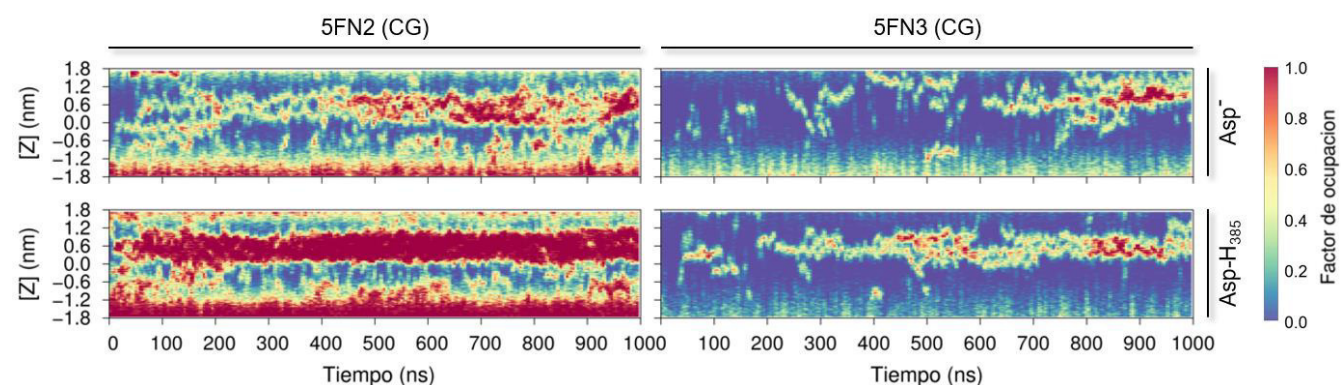 5FN2 (CG)
5FN3 (CG)
[Z] (nm)
1.8
1.2
0.6
0.0
−0.6
−1.2
−1.8
Asp-
[Z] (nm)
1.8
1.2
0.6
0.0
−0.6
−1.2
−1.8
Asp-H385
0 100 200 300 400 500 600 700 800 900 1000
100 200 300 400 500 600 700 800 900 1000
Tiempo (ns)
Tiempo (ns)
1.0
0.8
0.6
0.4
0.2
0.0
Factor de ocupacion